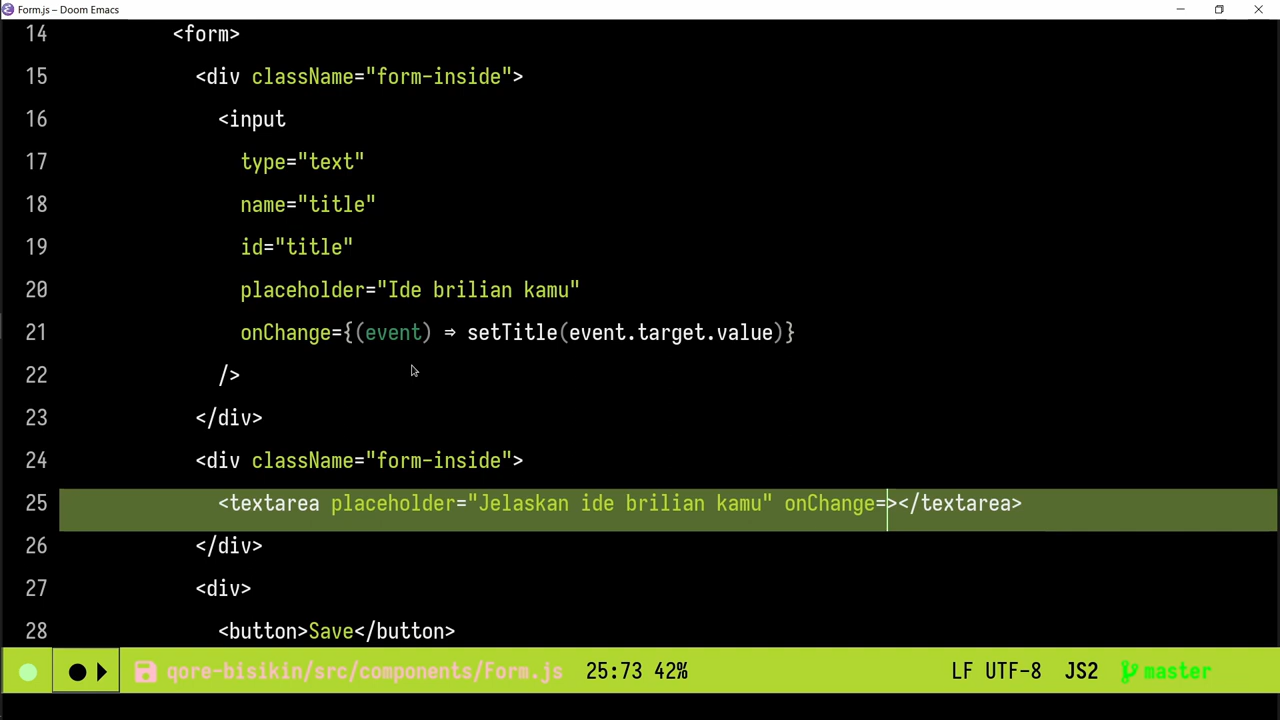 Form.js – Doom Emacs
14 <form>
15 <div className="form-inside">
16 <input
17 type="text"
18 name="title"
19 id="title"
20 placeholder="Ide brilian kamu"
21 onChange={(event) => setTitle(event.target.value)}
22 />
23 </div>
24 <div className="form-inside">
25 <textarea placeholder="Jelaskan ide brilian kamu" onChange=></textarea>
26 </div>
27 <div>
28 <button>Save</button>
qore-bisikin/src/components/Form.js 25:73 42% LF UTF-8 JS2 master